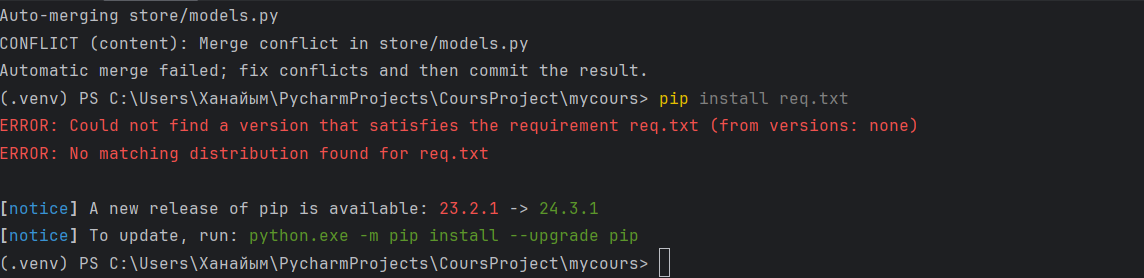 Auto-merging store/models.py
CONFLICT (content): Merge conflict in store/models.py
Automatic merge failed; fix conflicts and then commit the result.
(.venv) PS C:\Users\Ханайым\PycharmProjects\CoursProject\mycours> pip install req.txt
ERROR: Could not find a version that satisfies the requirement req.txt (from versions: none)
ERROR: No matching distribution found for req.txt
[notice] A new release of pip is available: 23.2.1 -> 24.3.1
[notice] To update, run: python.exe -m pip install --upgrade pip
(.venv) PS C:\Users\Ханайым\PycharmProjects\CoursProject\mycours>